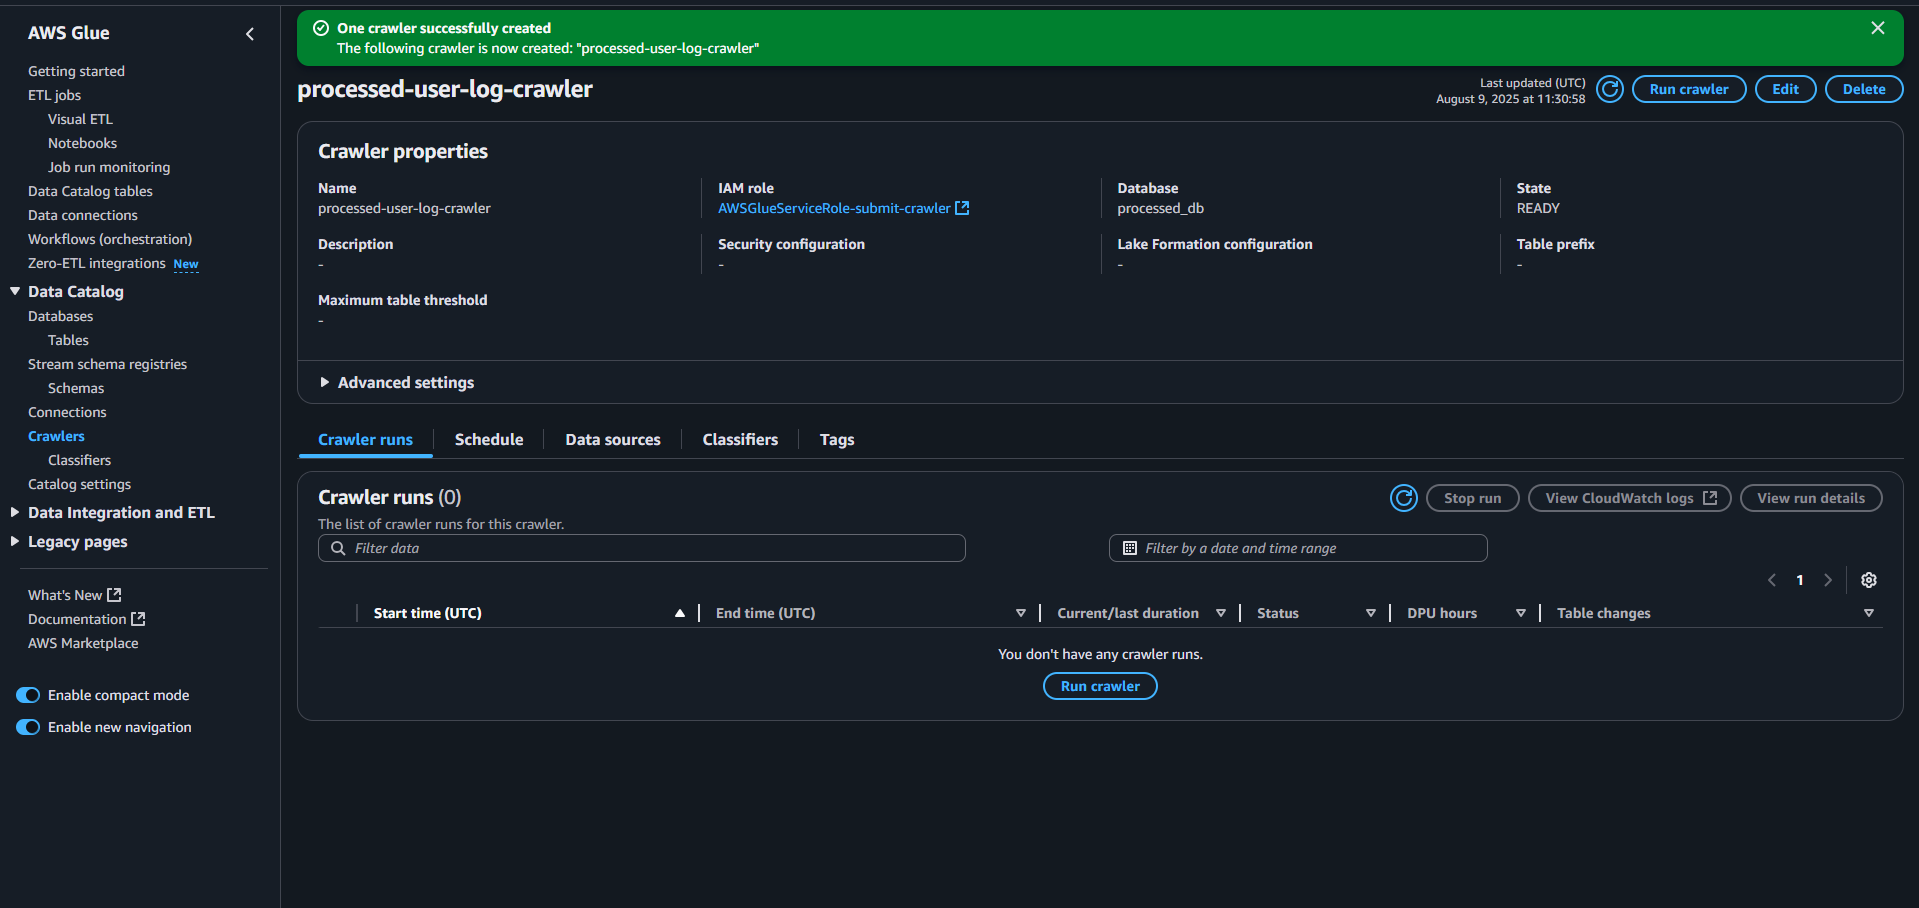 AWS Glue
Getting started
ETL jobs
Visual ETL
Notebooks
Job run monitoring
Data Catalog tables
Data connections
Workflows (orchestration)
Zero-ETL integrations New
Data Catalog
Databases
Tables
Stream schema registries
Schemas
Connections
Crawlers
Classifiers
Catalog settings
Data Integration and ETL
Legacy pages
What's New
Documentation
AWS Marketplace
Enable compact mode
Enable new navigation
One crawler successfully created
The following crawler is now created: "processed-user-log-crawler"
processed-user-log-crawler
Last updated (UTC)
August 9, 2025 at 11:30:58
Run crawler
Edit
Delete
Crawler properties
Name
processed-user-log-crawler
IAM role
AWSGlueServiceRole-submit-crawler
Database
processed_db
State
READY
Description
-
Security configuration
-
Lake Formation configuration
-
Table prefix
-
Maximum table threshold
-
Advanced settings
Crawler runs
Schedule
Data sources
Classifiers
Tags
Crawler runs (0)
The list of crawler runs for this crawler.
Stop run
View CloudWatch logs
View run details
Filter data
Filter by a date and time range
1
Start time (UTC)
End time (UTC)
Current/last duration
Status
DPU hours
Table changes
You don't have any crawler runs.
Run crawler